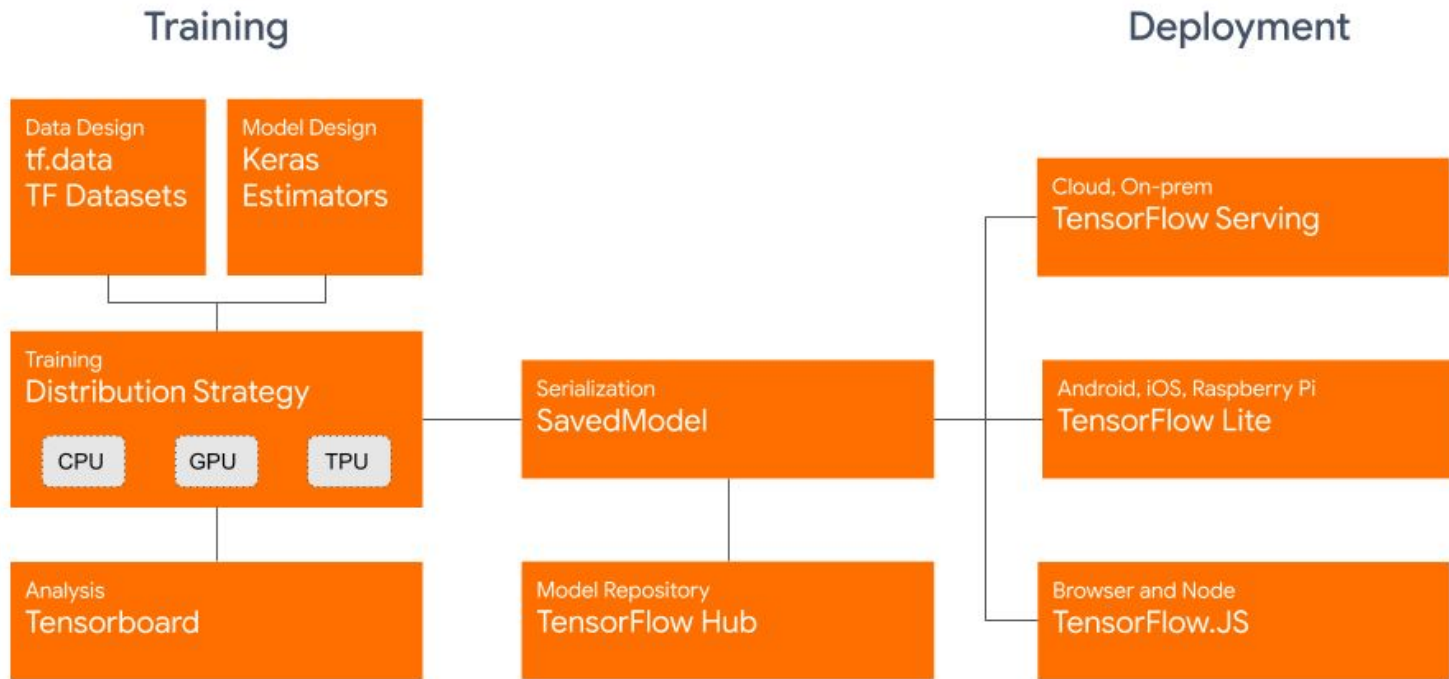 Training
Deployment
Data Design
tf.data
TF Datasets
Model Design
Keras
Estimators
Training
Distribution Strategy
CPU
GPU
TPU
Analysis
Tensorboard
Serialization
SavedModel
Model Repository
TensorFlow Hub
Cloud, On-prem
TensorFlow Serving
Android, iOS, Raspberry Pi
TensorFlow Lite
Browser and Node
TensorFlow.JS